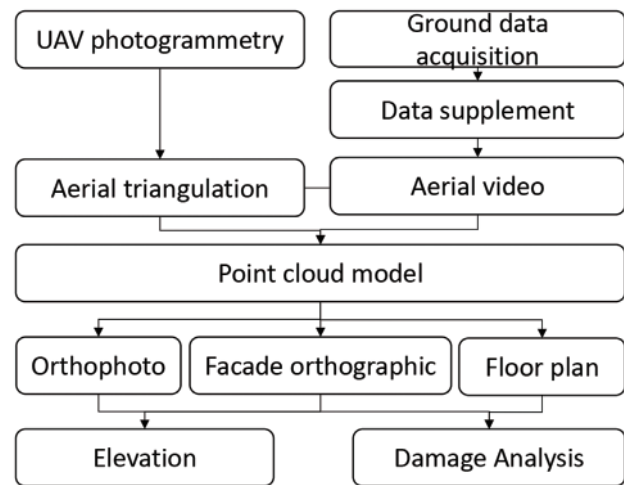 UAV photogrammetry
Ground data
acquisition
Data supplement
Aerial triangulation
Aerial video
Point cloud model
Orthophoto
Facade orthographic
Floor plan
Elevation
Damage Analysis